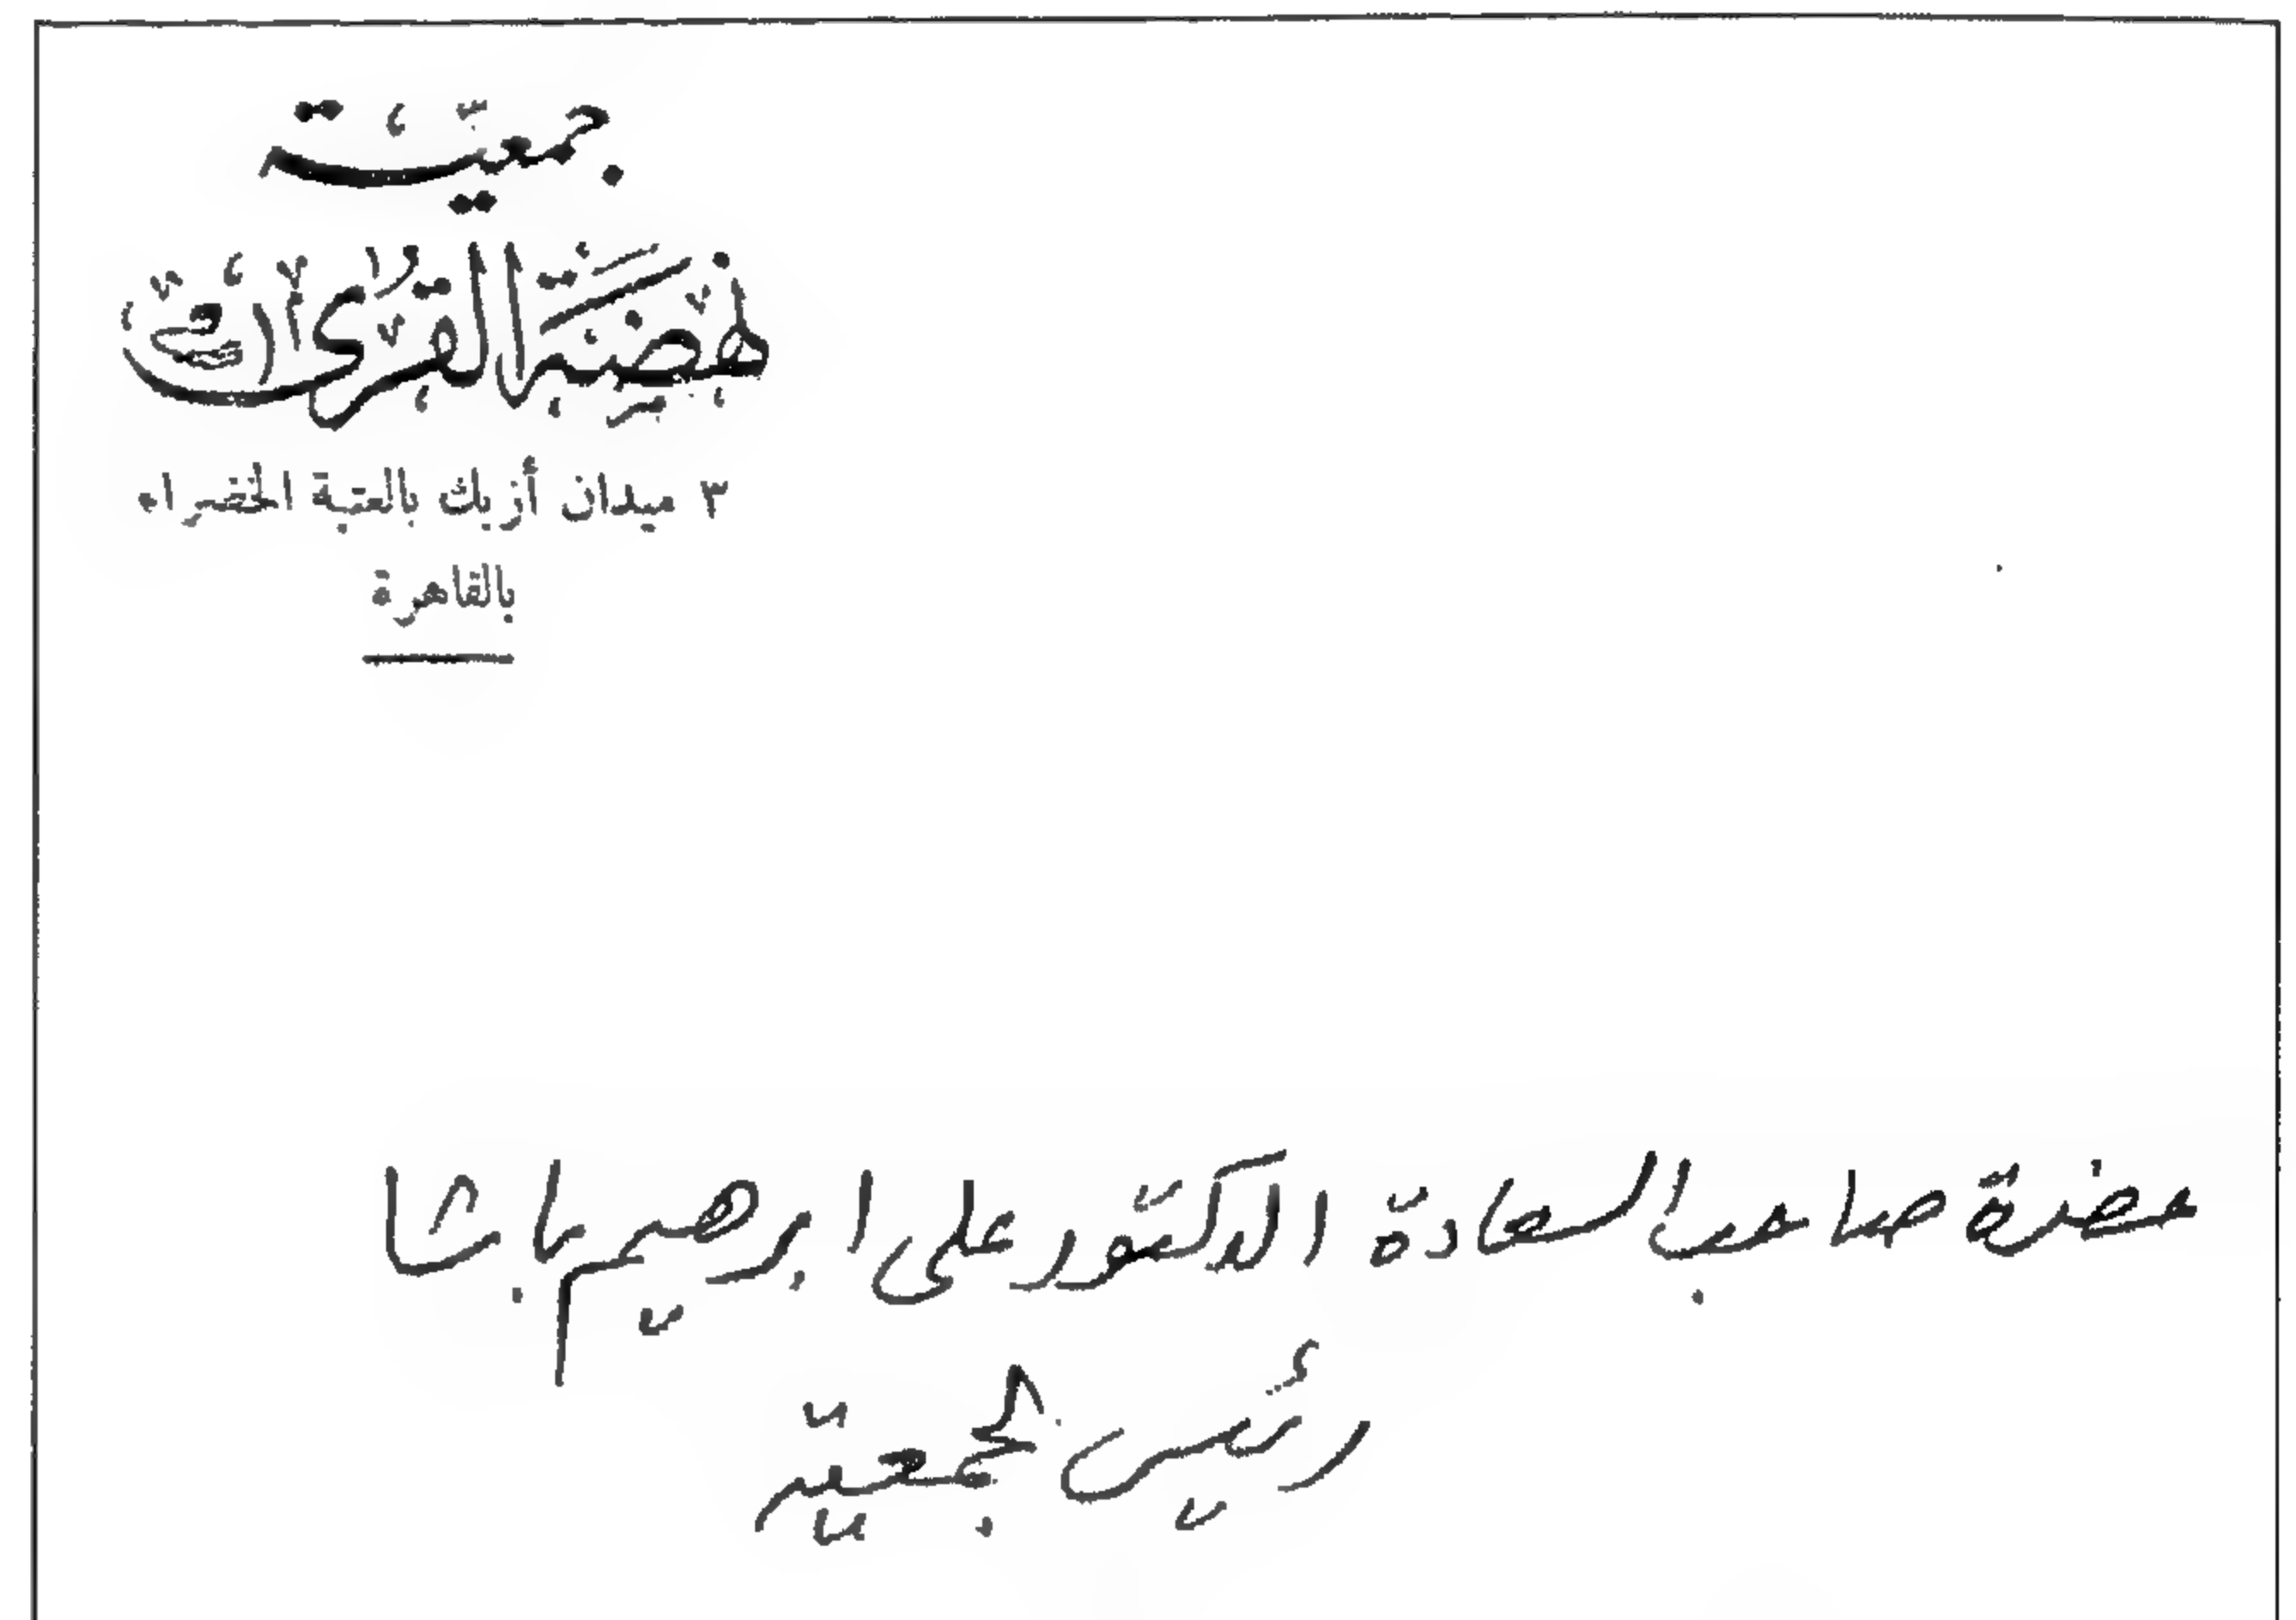 جمعية
نهضة القرى
٣ ميدان أزبك بالعتبة الخضراء
بالقاهرة
حضرة صاحب السعادة الدكتور على ابرهيم باشا
رئيس الجمعية